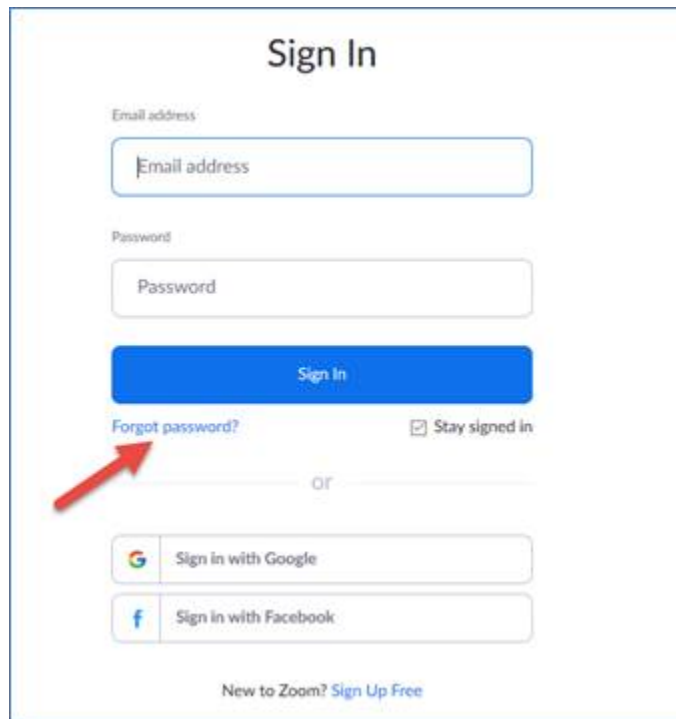 Sign In
Email address
Email address
Password
Password
Sign In
Forgot password? Stay signed in
or
Sign in with Google
Sign in with Facebook
New to Zoom? Sign Up Free